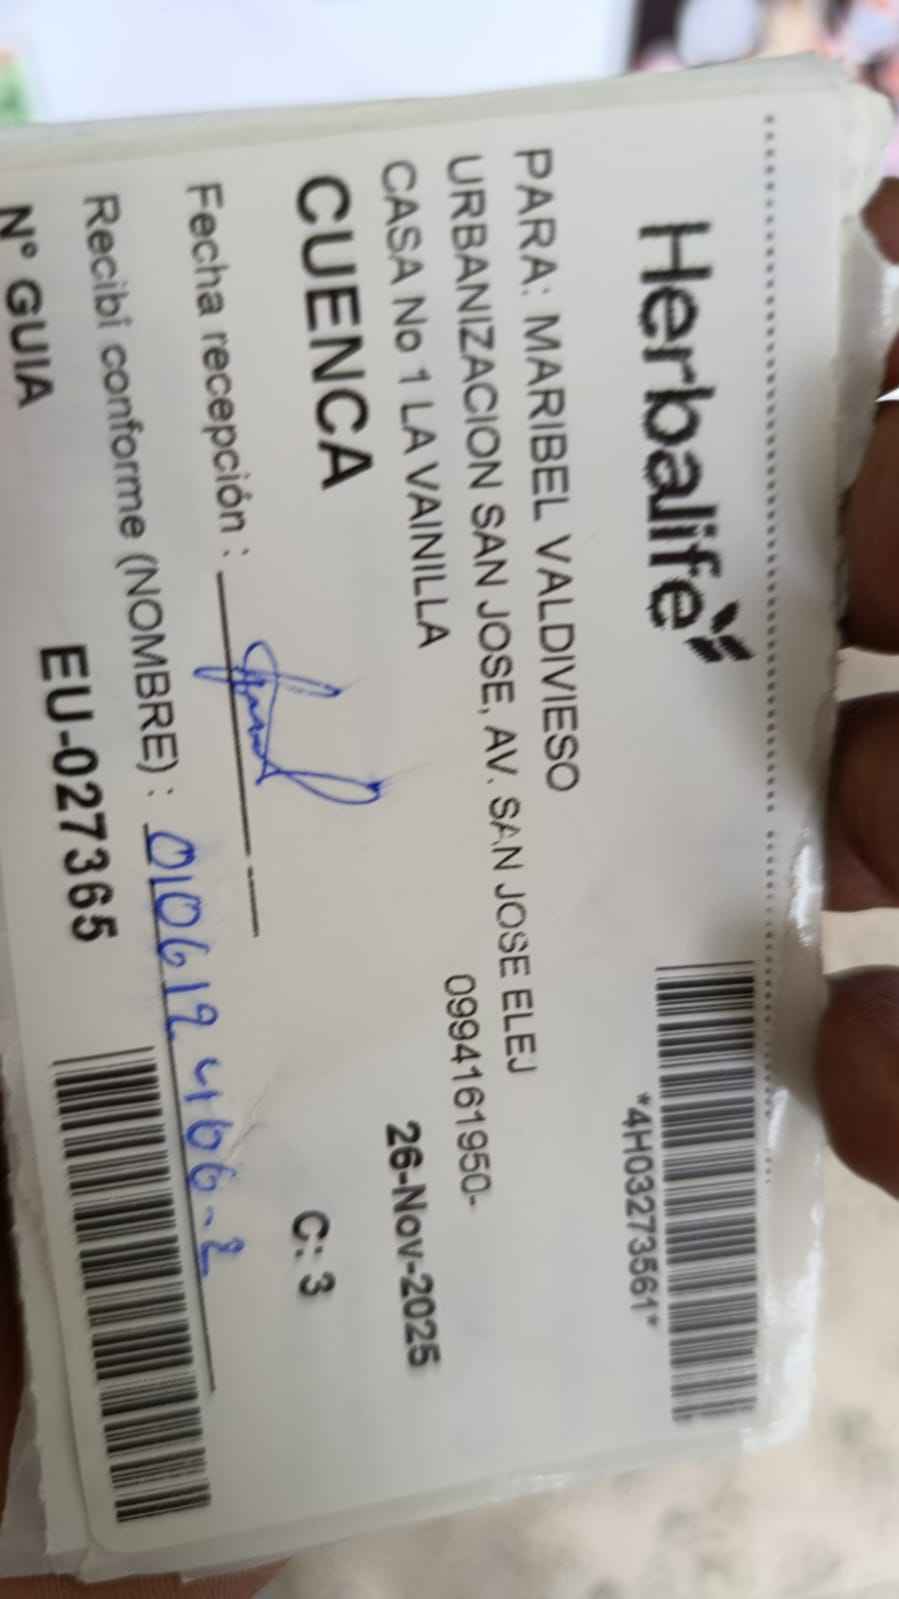 Herbalife
*4H03273561*
PARA: MARIBEL VALDIVIESO
URBANIZACION SAN JOSE, AV. SAN JOSE ELEJ
CASA No 1 LA VAINILLA
0994161950-
CUENCA
26-Nov-2025
Fecha recepción :
C: 3
Recibí conforme (NOMBRE) : 010612466-2
N° GUIA
EU-027365